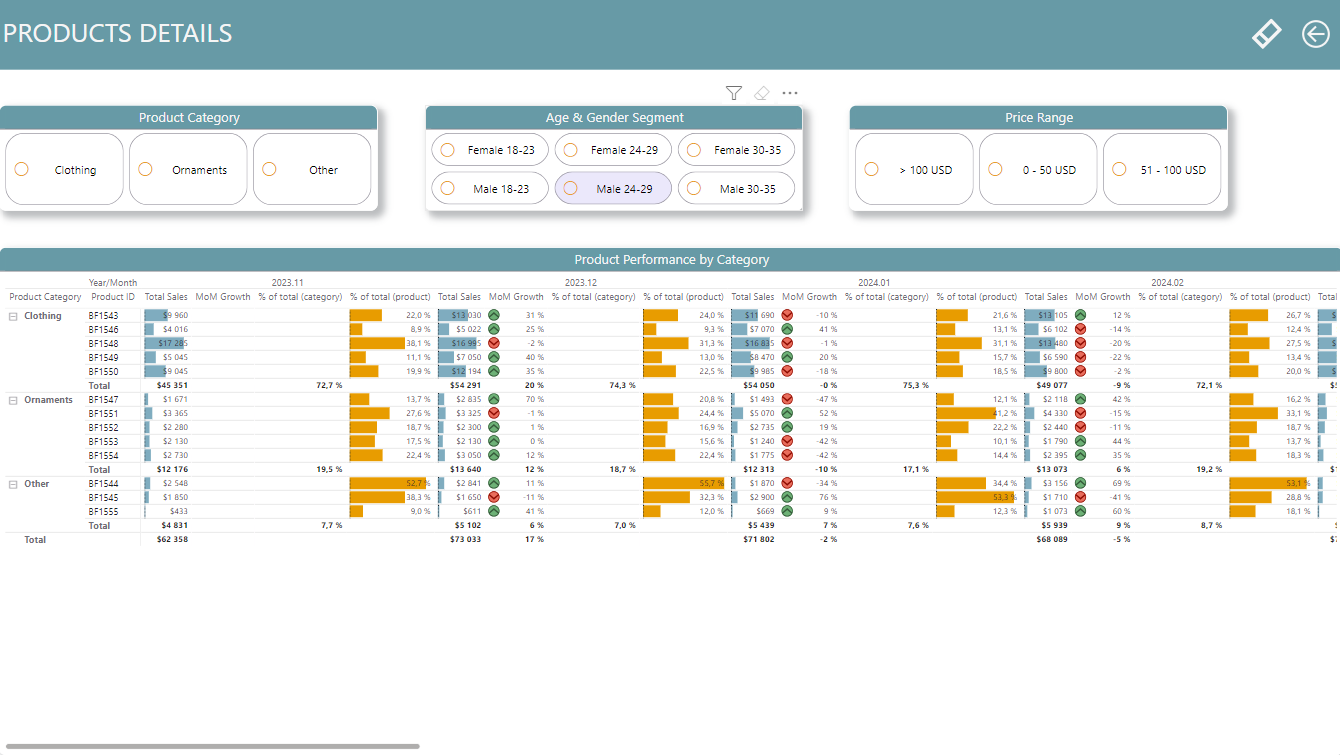 PRODUCTS DETAILS
Product Category
Clothing Ornaments Other
Age & Gender Segment
Female 18-23 Female 24-29 Female 30-35
Male 18-23 Male 24-29 Male 30-35
Price Range
> 100 USD 0 - 50 USD 51 - 100 USD
Product Performance by Category
Year/Month 2023.11 2023.12 2024.01 2024.02
Product Category Product ID Total Sales MoM Growth % of total (category) % of total (product) Total Sales MoM Growth % of total (category) % of total (product) Total Sales MoM Growth % of total (category) % of total (product) Total Sales MoM Growth % of total (category) % of total (product) Total
Clothing BF1543 $9 960 22,0 % $13 030 31 % 24,0 % $11 690 -10 % 21,6 % $13 105 12 % 26,7 %
BF1546 $4 016 8,9 % $5 022 25 % 9,3 % $7 070 41 % 13,1 % $6 102 -14 % 12,4 %
BF1548 $17 285 38,1 % $16 995 -2 % 31,3 % $16 835 -1 % 31,1 % $13 480 -20 % 27,5 %
BF1549 $5 045 11,1 % $7 050 40 % 13,0 % $8 470 20 % 15,7 % $6 590 -22 % 13,4 %
BF1550 $9 045 19,9 % $12 194 35 % 22,5 % $9 985 -18 % 18,5 % $9 800 -2 % 20,0 %
Total $45 351 72,7 % $54 291 20 % 74,3 % $54 050 -0 % 75,3 % $49 077 -9 % 72,1 %
Ornaments BF1547 $1 671 13,7 % $2 835 70 % 20,8 % $1 493 -47 % 12,1 % $2 118 42 % 16,2 %
BF1551 $3 365 27,6 % $3 325 -1 % 24,4 % $5 070 52 % 41,2 % $4 330 -15 % 33,1 %
BF1552 $2 280 18,7 % $2 300 1 % 16,9 % $2 735 19 % 22,2 % $2 440 -11 % 18,7 %
BF1553 $2 130 17,5 % $2 130 0 % 15,6 % $1 240 -42 % 10,1 % $1 790 44 % 13,7 %
BF1554 $2 730 22,4 % $3 050 12 % 22,4 % $1 775 -42 % 14,4 % $2 395 35 % 18,3 %
Total $12 176 19,5 % $13 640 12 % 18,7 % $12 313 -10 % 17,1 % $13 073 6 % 19,2 %
Other BF1544 $2 548 52,7 % $2 841 11 % 55,7 % $1 870 -34 % 34,4 % $3 156 69 % 53,1 %
BF1545 $1 850 38,3 % $1 650 -11 % 32,3 % $2 900 76 % 53,3 % $1 710 -41 % 28,8 %
BF1555 $433 9,0 % $611 41 % 12,0 % $669 9 % 12,3 % $1 073 60 % 18,1 %
Total $4 831 7,7 % $5 102 6 % 7,0 % $5 439 7 % 7,6 % $5 939 9 % 8,7 %
Total $62 358 $73 033 17 % $71 802 -2 % $68 089 -5 %